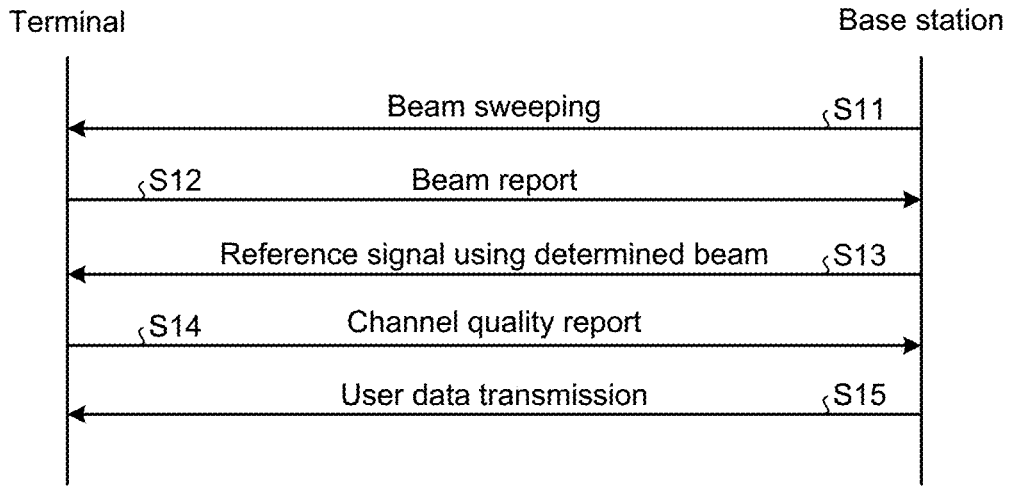 Terminal
Base station
Beam sweeping
S11
S12
Beam report
Reference signal using determined beam
S13
S14
Channel quality report
User data transmission
S15